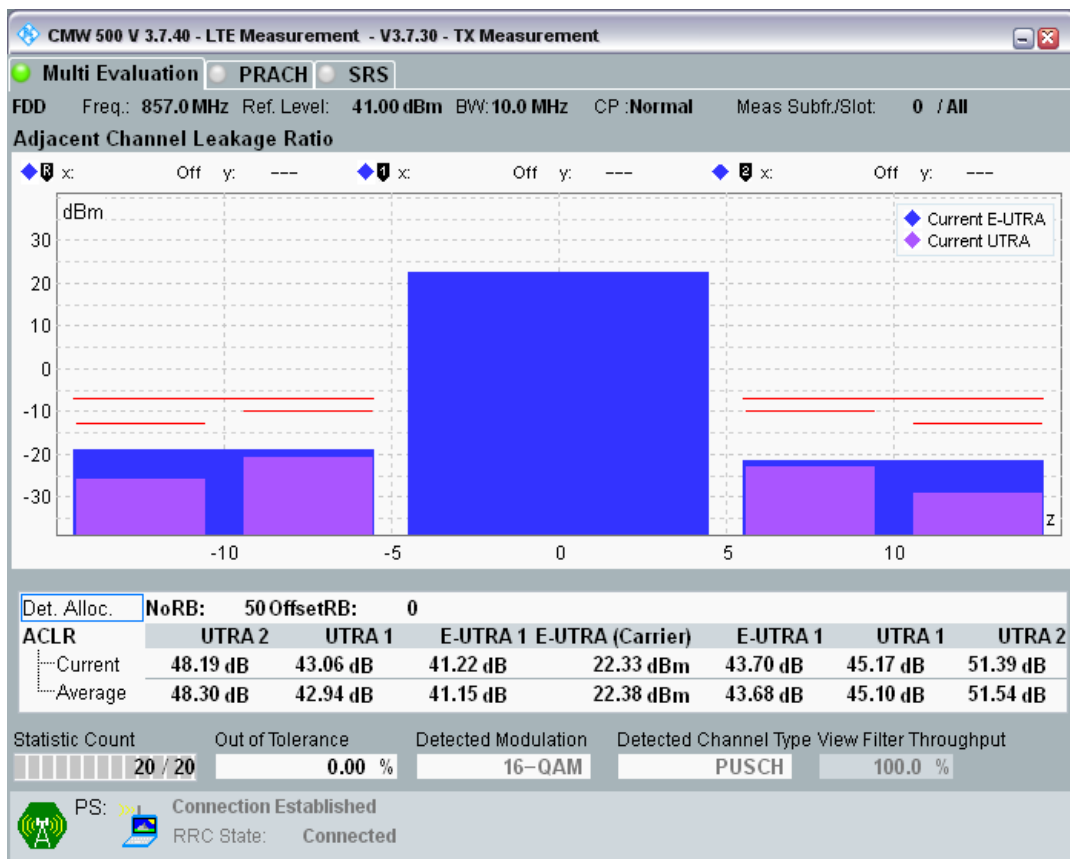 CMW 500 V 3.7.40 - LTE Measurement - V3.7.30 - TX Measurement
Multi Evaluation PRACH SRS
FDD Freq.: 857.0 MHz Ref. Level: 41.00 dBm BW: 10.0 MHz CP :Normal Meas Subfr./Slot: 0 / All
Adjacent Channel Leakage Ratio
R x: Off y: --- 1 x: Off y: --- 2 x: Off y: ---
dBm
Current E-UTRA
Current UTRA
30
20
10
0
-10
-20
-30
z
-10 -5 0 5 10
Det. Alloc. NoRB: 50 OffsetRB: 0
ACLR UTRA 2 UTRA 1 E-UTRA 1 E-UTRA (Carrier) E-UTRA 1 UTRA 1 UTRA 2
Current 48.19 dB 43.06 dB 41.22 dB 22.33 dBm 43.70 dB 45.17 dB 51.39 dB
Average 48.30 dB 42.94 dB 41.15 dB 22.38 dBm 43.68 dB 45.10 dB 51.54 dB
Statistic Count Out of Tolerance Detected Modulation Detected Channel Type View Filter Throughput
20 / 20 0.00 % 16-QAM PUSCH 100.0 %
PS: Connection Established
RRC State: Connected